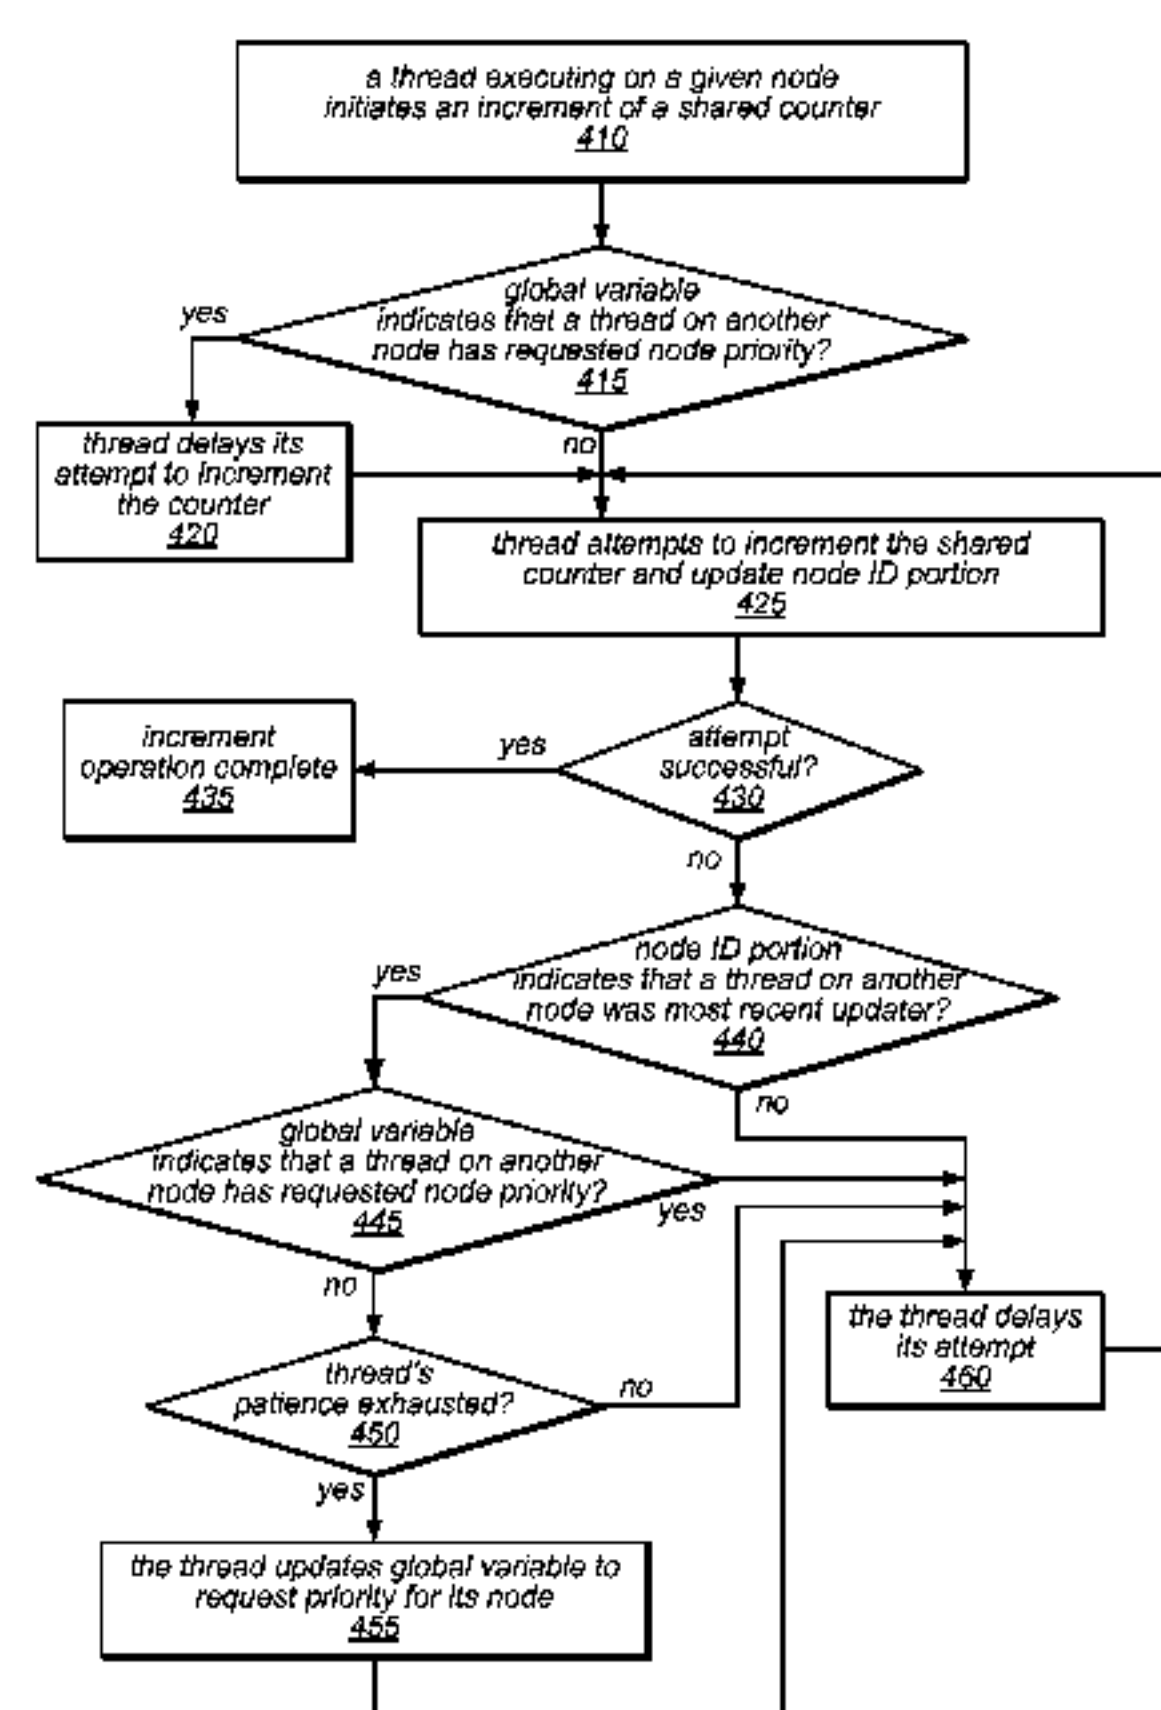 a thread executing on a given node
initiates an increment of a shared counter
410
global variable
indicates that a thread on another
node has requested node priority?
415
yes
no
thread delays its
attempt to increment
the counter
420
thread attempts to increment the shared
counter and update node ID portion
425
attempt
successful?
430
yes
no
increment
operation complete
435
node ID portion
indicates that a thread on another
node was most recent updater?
440
yes
no
global variable
indicates that a thread on another
node has requested node priority?
445
yes
no
the thread delays
its attempt
460
thread's
patience exhausted?
450
no
yes
the thread updates global variable to
request priority for its node
455